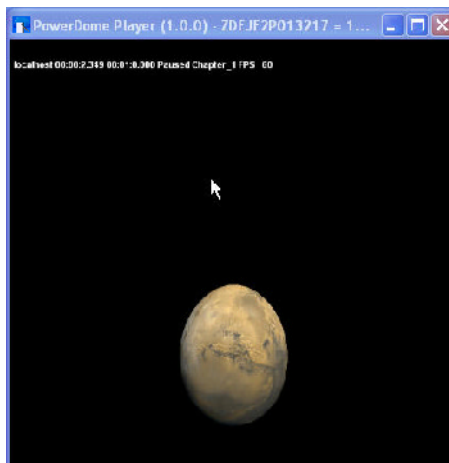 PowerDome Player (1.0.0) - 7DFJF2P013217 = 1...
localhost 00:00:2.349 00:01:0.000 Paused Chapter_1 FPS 60